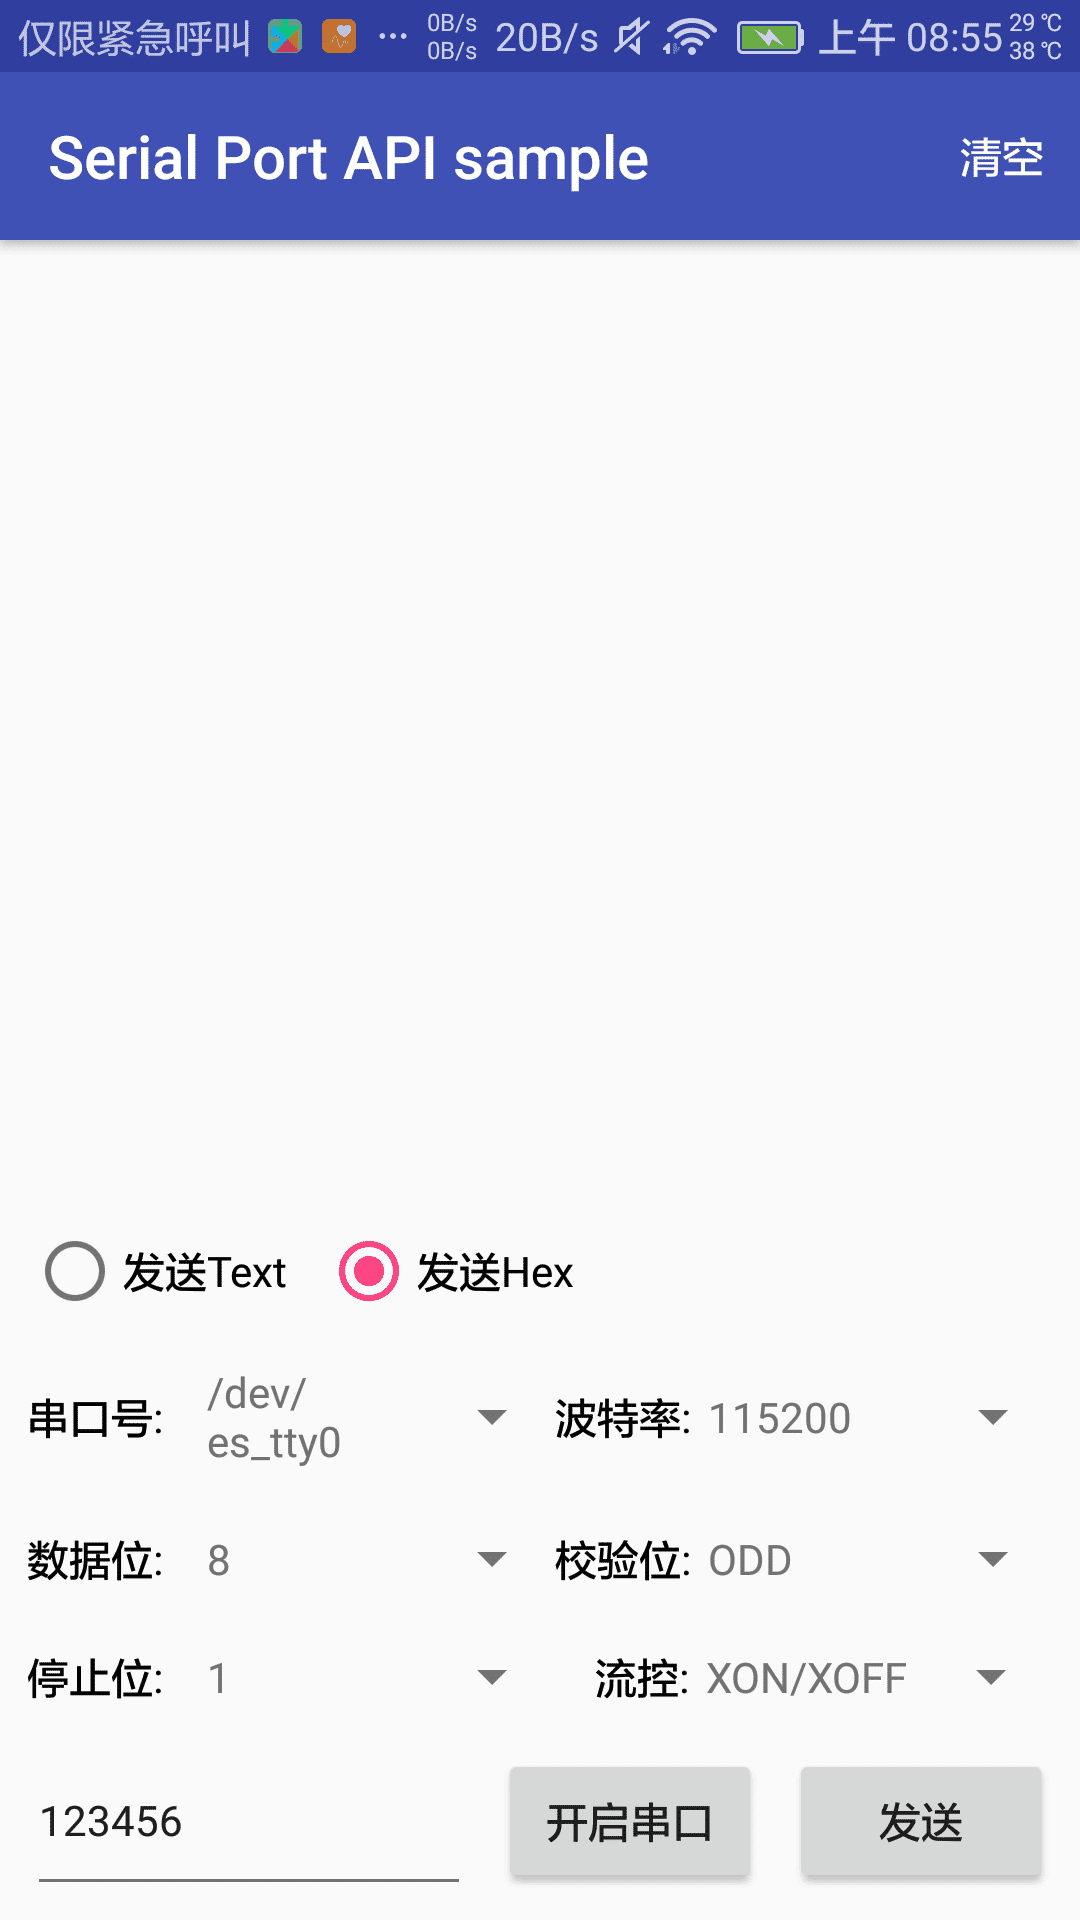 仅限紧急呼叫 ... 0B/s 0B/s 20B/s 上午 08:55 29℃ 38℃
Serial Port API sample 清空
发送Text 发送Hex
串口号: /dev/es_tty0 波特率: 115200
数据位: 8 校验位: ODD
停止位: 1 流控: XON/XOFF
123456 开启串口 发送